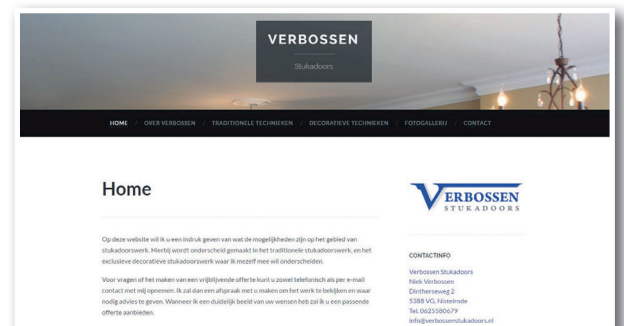 VERBOSSEN
Stukadoors
HOME / OVER VERBOSSEN / TRADITIONELE TECHNIEKEN / DECORATIEVE TECHNIEKEN / FOTOGALLERIJ / CONTACT
Home
Op deze website wil ik u een indruk geven van wat de mogelijkheden zijn op het gebied van
stukadoorswerk. Hierbij wordt onderscheid gemaakt in het traditionele stukadoorswerk, en het
exclusieve decoratieve stukadoorswerk waar ik mezelf mee wil onderscheiden.
Voor vragen of het maken van een vrijblijvende offerte kunt u zowel telefonisch als per e-mail
contact met mij opnemen. Ik zal dan een afspraak met u maken om het werk te bekijken en waar
nodig advies te geven. Wanneer ik een duidelijk beeld van uw wensen heb zal ik u een passende
offerte aanbieden.
VERBOSSEN
STUKADOORS
CONTACTINFO
Verbossen Stukadoors
Niek Verbossen
Dintherseweg 2
5388 VG, Nistelrode
Tel. 0625580679
info@verbossenstukadoors.nl